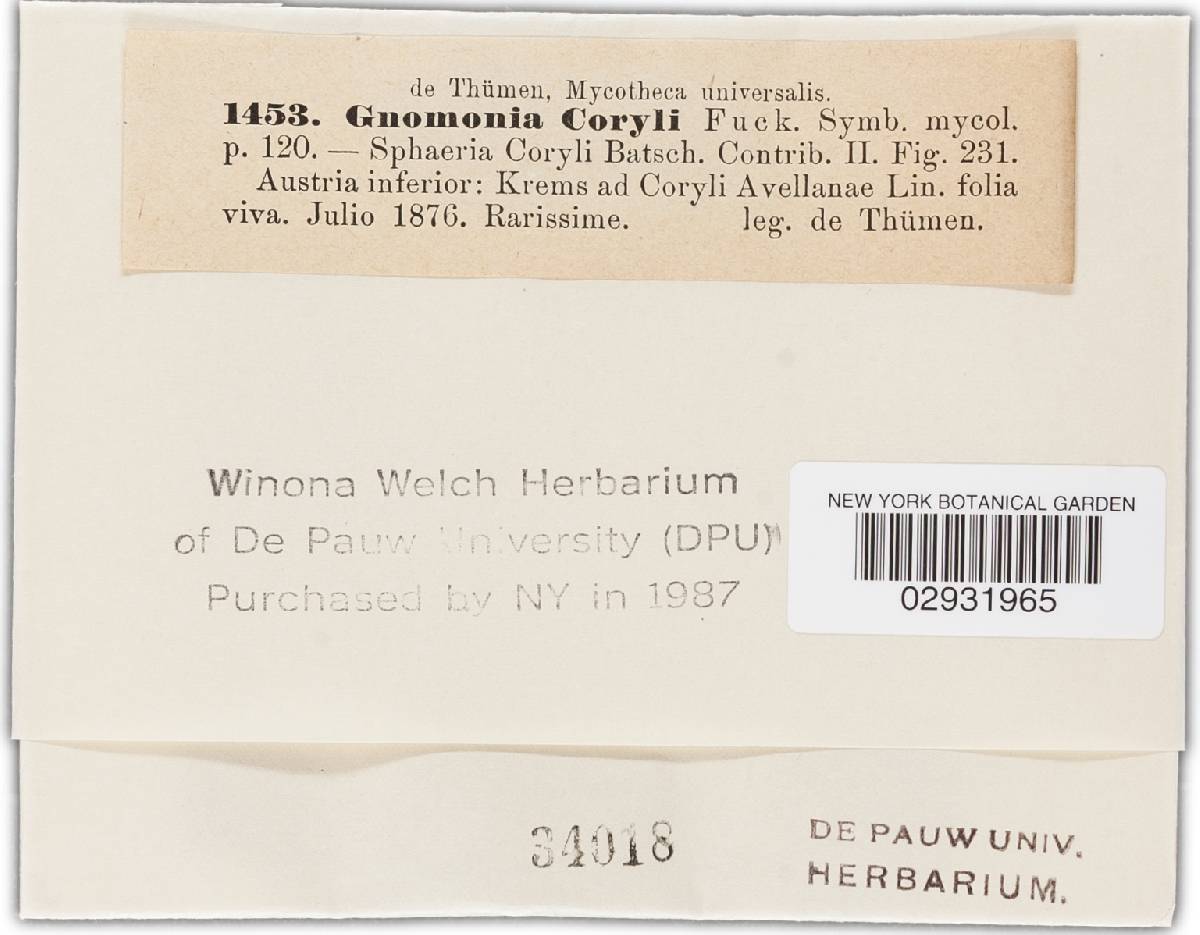 de Thümen, Mycotheca universalis.
1453. Gnomonia Coryli Fuck. Symb. mycol.
p. 120. — Sphaeria Coryli Batsch. Contrib. II. Fig. 231.
Austria inferior: Krems ad Coryli Avellanae Lin. folia
viva. Julio 1876. Rarissime. leg. de Thümen.
Winona Welch Herbarium
of De Pauw University (DPU)
Purchased by NY in 1987
NEW YORK BOTANICAL GARDEN
02931965
34018
DE PAUW UNIV.
HERBARIUM.